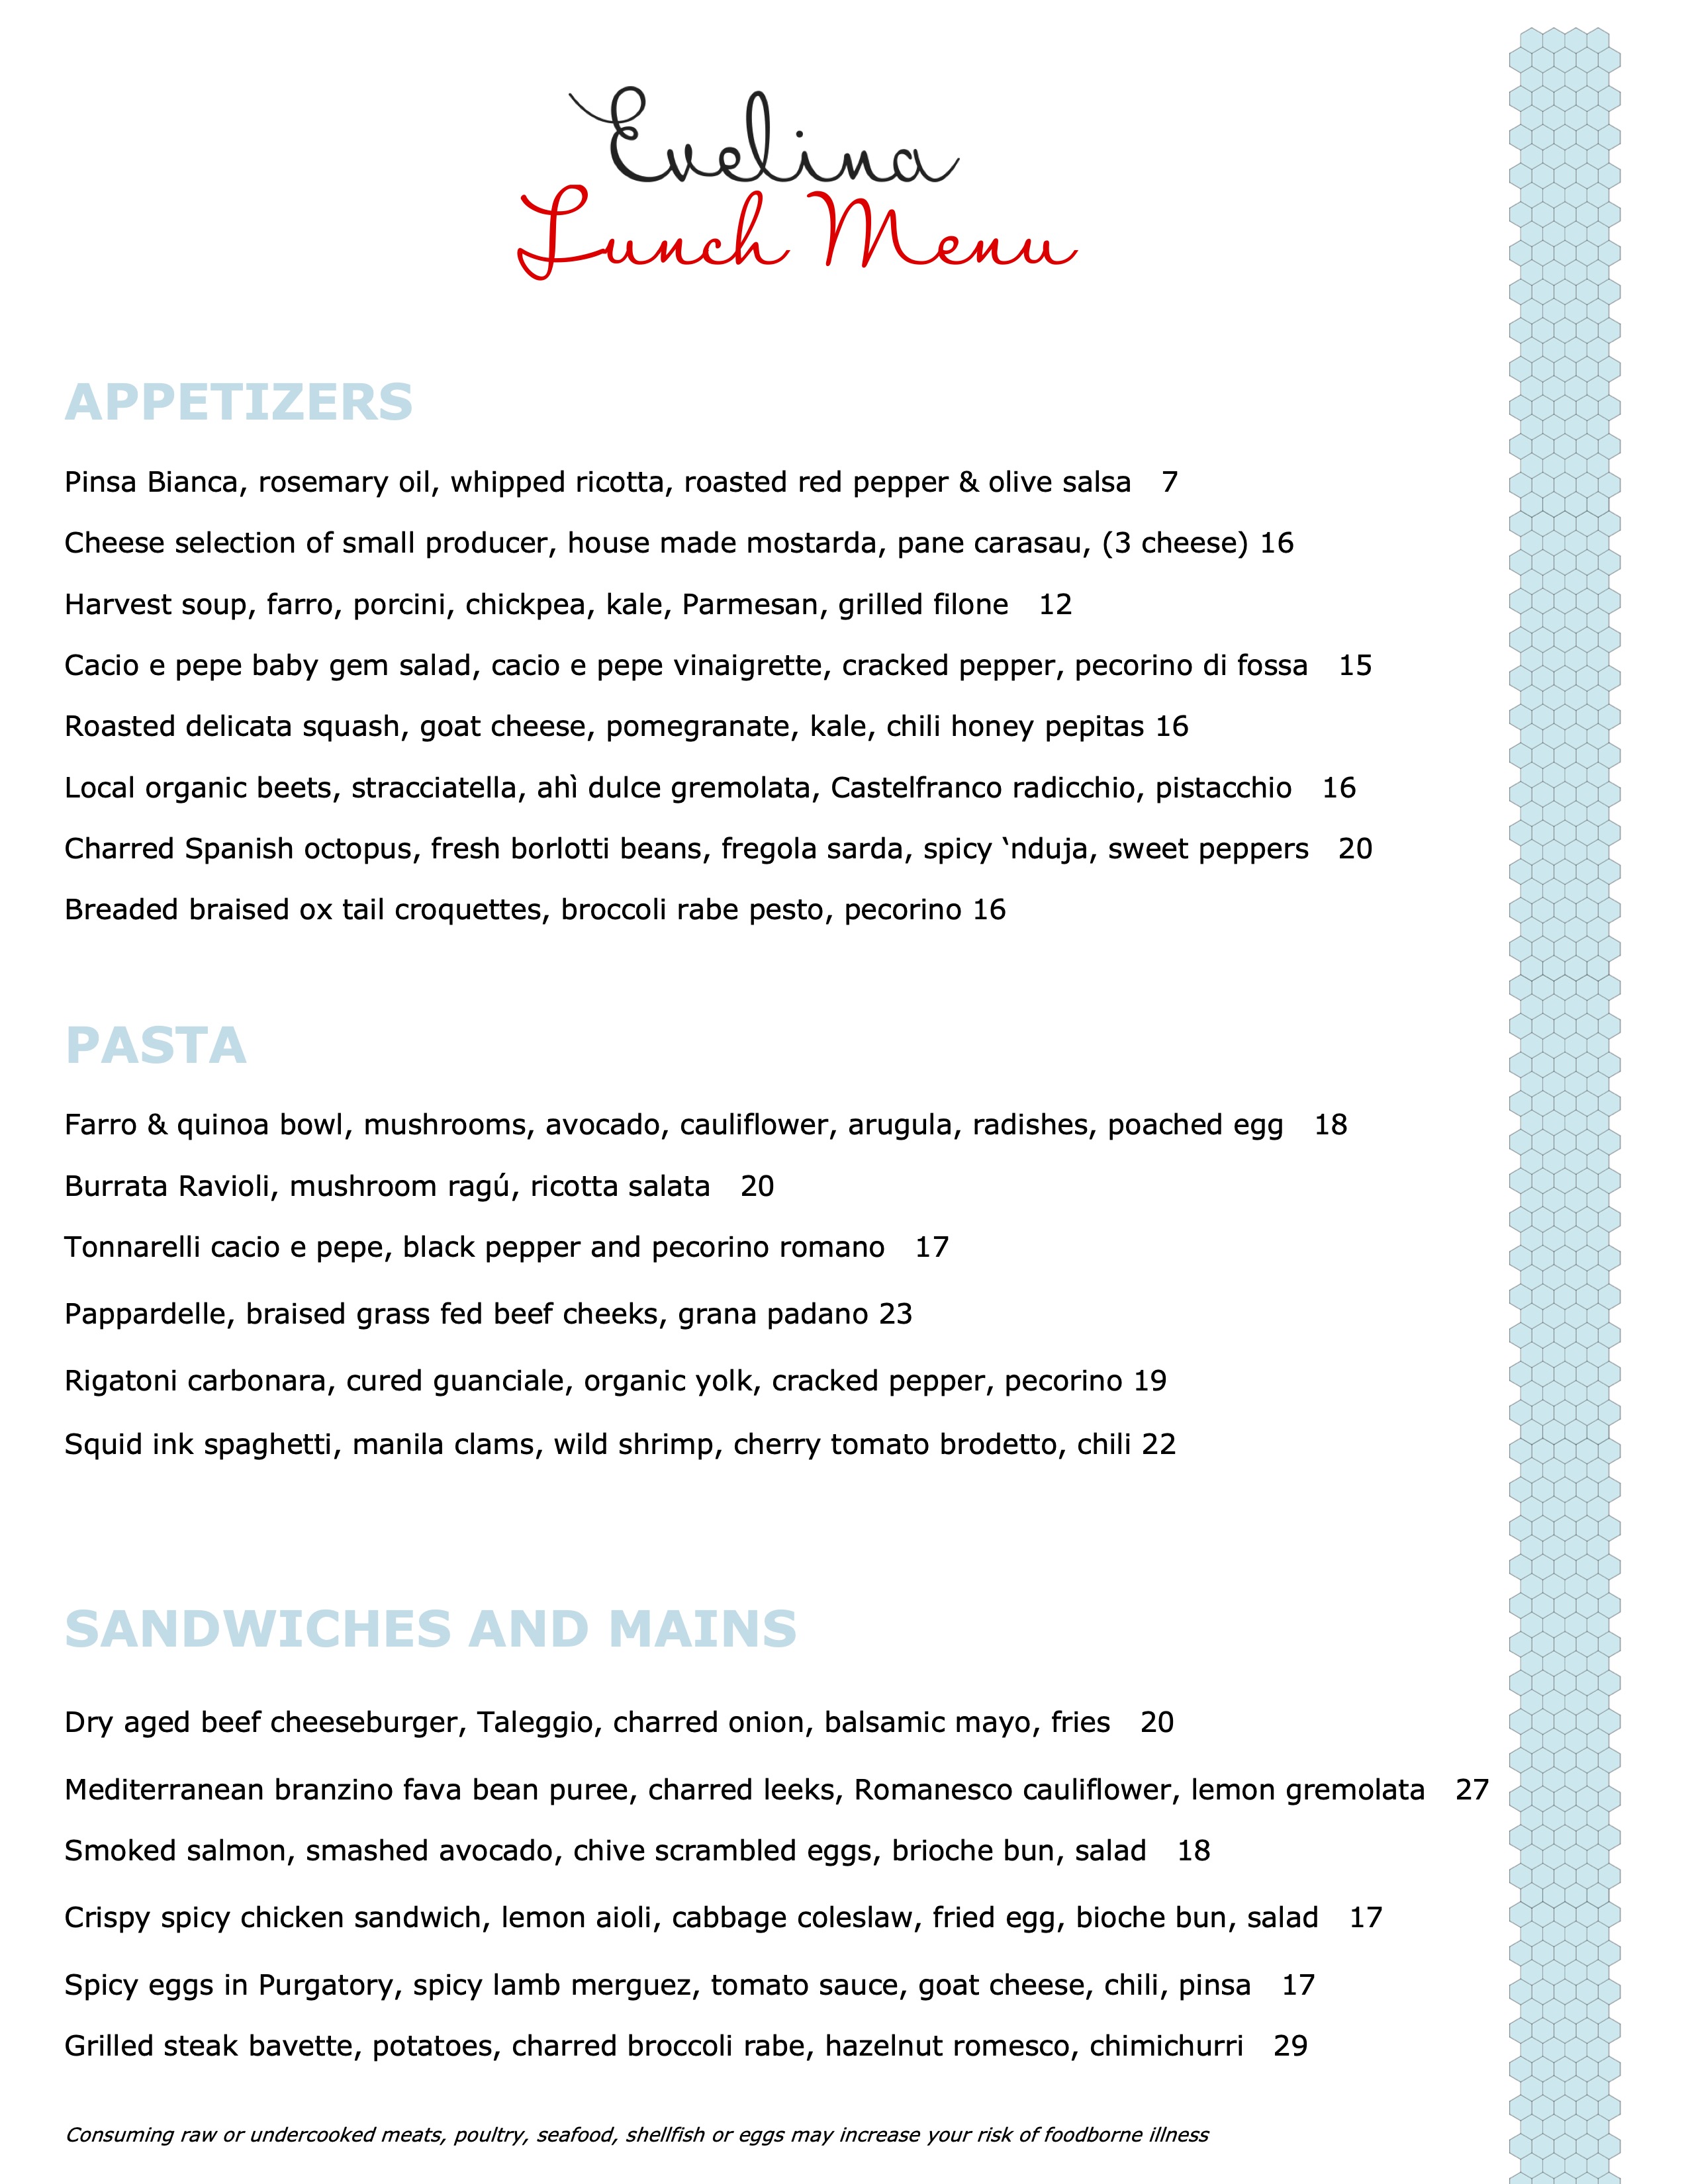 Evelina
Lunch Menu
APPETIZERS
Pinsa Bianca, rosemary oil, whipped ricotta, roasted red pepper & olive salsa 7
Cheese selection of small producer, house made mostarda, pane carasau, (3 cheese) 16
Harvest soup, farro, porcini, chickpea, kale, Parmesan, grilled filone 12
Cacio e pepe baby gem salad, cacio e pepe vinaigrette, cracked pepper, pecorino di fossa 15
Roasted delicata squash, goat cheese, pomegranate, kale, chili honey pepitas 16
Local organic beets, stracciatella, ahì dulce gremolata, Castelfranco radicchio, pistacchio 16
Charred Spanish octopus, fresh borlotti beans, fregola sarda, spicy ‘nduja, sweet peppers 20
Breaded braised ox tail croquettes, broccoli rabe pesto, pecorino 16
PASTA
Farro & quinoa bowl, mushrooms, avocado, cauliflower, arugula, radishes, poached egg 18
Burrata Ravioli, mushroom ragú, ricotta salata 20
Tonnarelli cacio e pepe, black pepper and pecorino romano 17
Pappardelle, braised grass fed beef cheeks, grana padano 23
Rigatoni carbonara, cured guanciale, organic yolk, cracked pepper, pecorino 19
Squid ink spaghetti, manila clams, wild shrimp, cherry tomato brodetto, chili 22
SANDWICHES AND MAINS
Dry aged beef cheeseburger, Taleggio, charred onion, balsamic mayo, fries 20
Mediterranean branzino fava bean puree, charred leeks, Romanesco cauliflower, lemon gremolata 27
Smoked salmon, smashed avocado, chive scrambled eggs, brioche bun, salad 18
Crispy spicy chicken sandwich, lemon aioli, cabbage coleslaw, fried egg, bioche bun, salad 17
Spicy eggs in Purgatory, spicy lamb merguez, tomato sauce, goat cheese, chili, pinsa 17
Grilled steak bavette, potatoes, charred broccoli rabe, hazelnut romesco, chimichurri 29
Consuming raw or undercooked meats, poultry, seafood, shellfish or eggs may increase your risk of foodborne illness